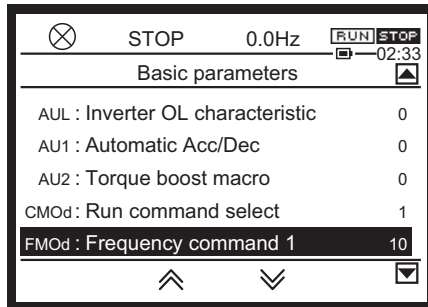 STOP 0.0Hz RUN STOP
02:33
Basic parameters
AUL : Inverter OL characteristic 0
AU1 : Automatic Acc/Dec 0
AU2 : Torque boost macro 0
CMOd : Run command select 1
FMOd : Frequency command 1 10